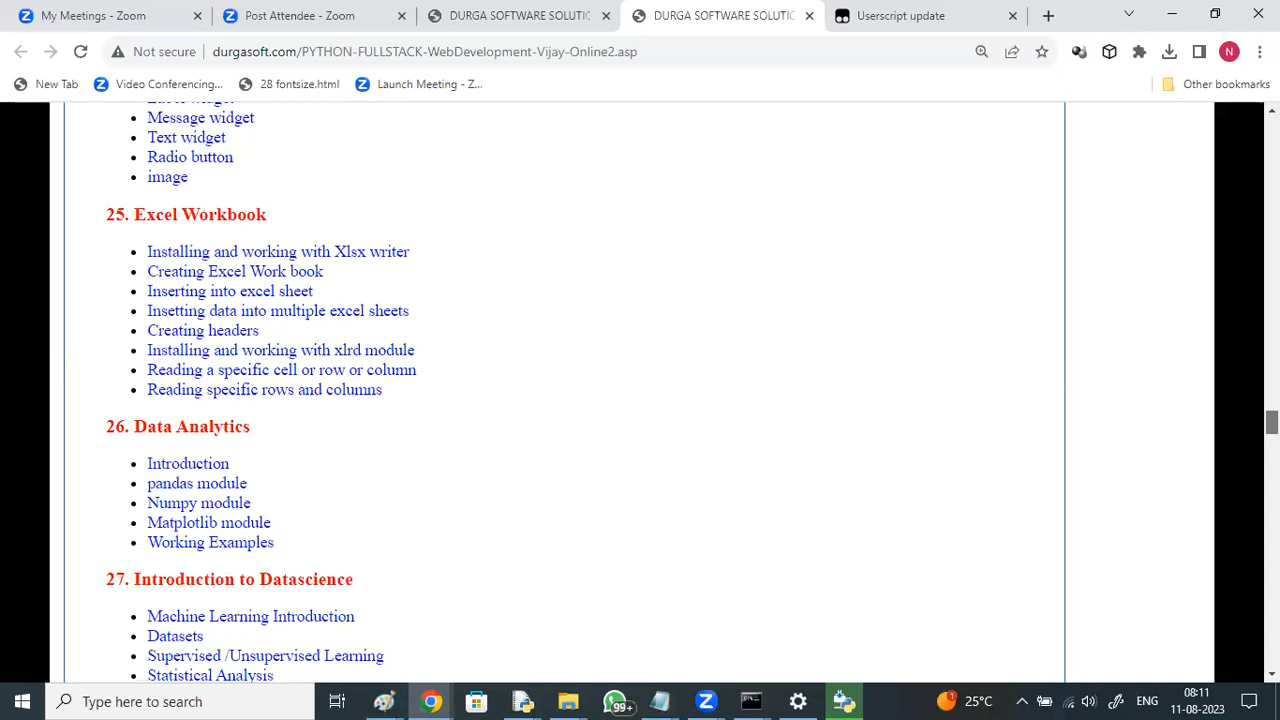 My Meetings - Zoom
Post Attendee - Zoom
DURGA SOFTWARE SOLUTIC
DURGA SOFTWARE SOLUTIC
Userscript update
Not secure
durgasoft.com/PYTHON-FULLSTACK-WebDevelopment-Vijay-Online2.asp
N
New Tab
Video Conferencing...
28 fontsize.html
Launch Meeting - Z...
Other bookmarks
Message widget
Text widget
Radio button
image
25. Excel Workbook
Installing and working with Xlsx writer
Creating Excel Work book
Inserting into excel sheet
Insetting data into multiple excel sheets
Creating headers
Installing and working with xlrd module
Reading a specific cell or row or column
Reading specific rows and columns
26. Data Analytics
Introduction
pandas module
Numpy module
Matplotlib module
Working Examples
27. Introduction to Datascience
Machine Learning Introduction
Datasets
Supervised /Unsupervised Learning
Statistical Analysis
Type here to search
99+
1
25°C
ENG
08:11
11-08-2023